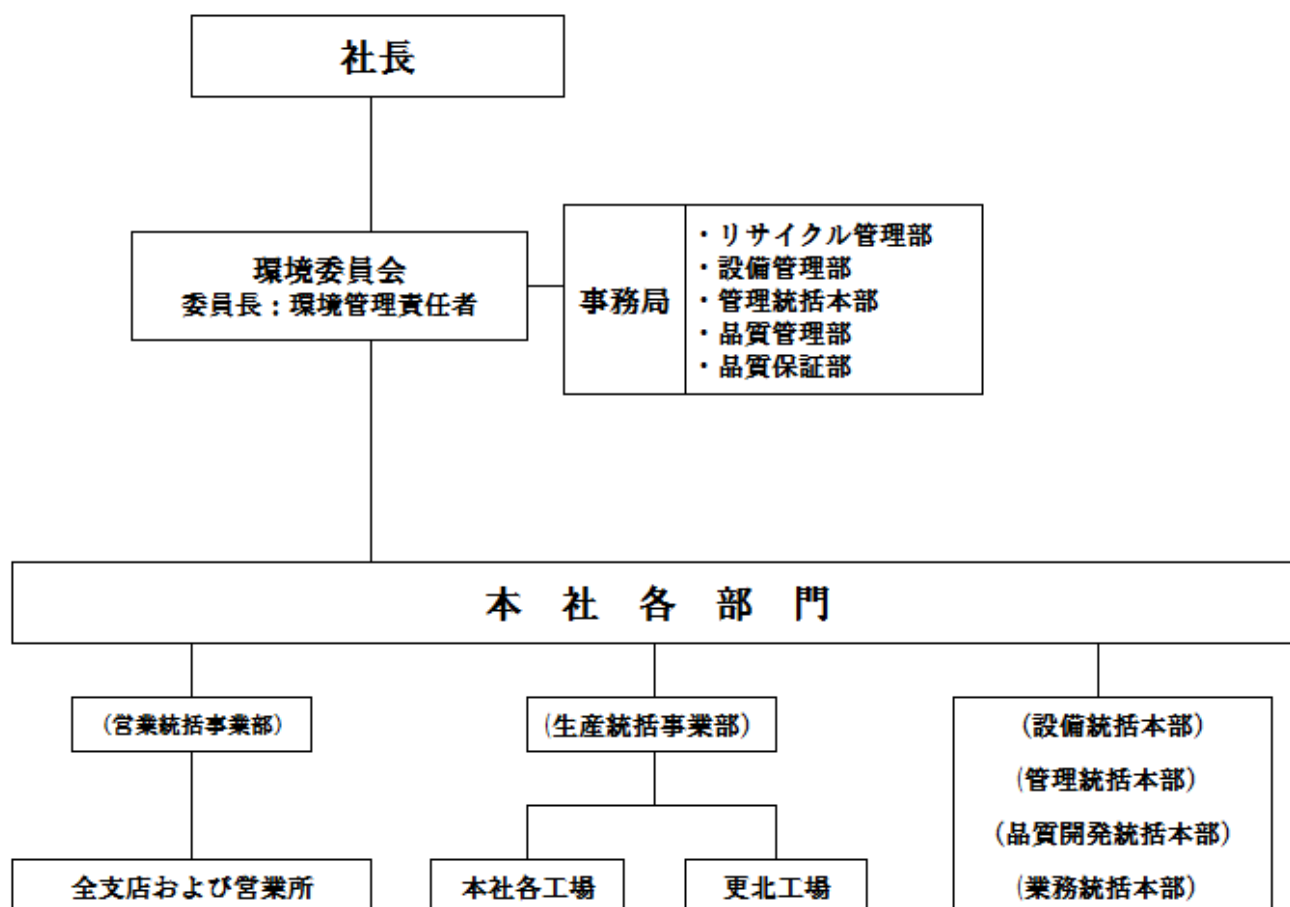 社長
環境委員会
委員長：環境管理責任者
事務局
・リサイクル管理部
・設備管理部
・管理統括本部
・品質管理部
・品質保証部
本社各部門
（営業統括事業部）
（生産統括事業部）
（設備統括本部）
（管理統括本部）
（品質開発統括本部）
（業務統括本部）
全支店および営業所
本社各工場
更北工場